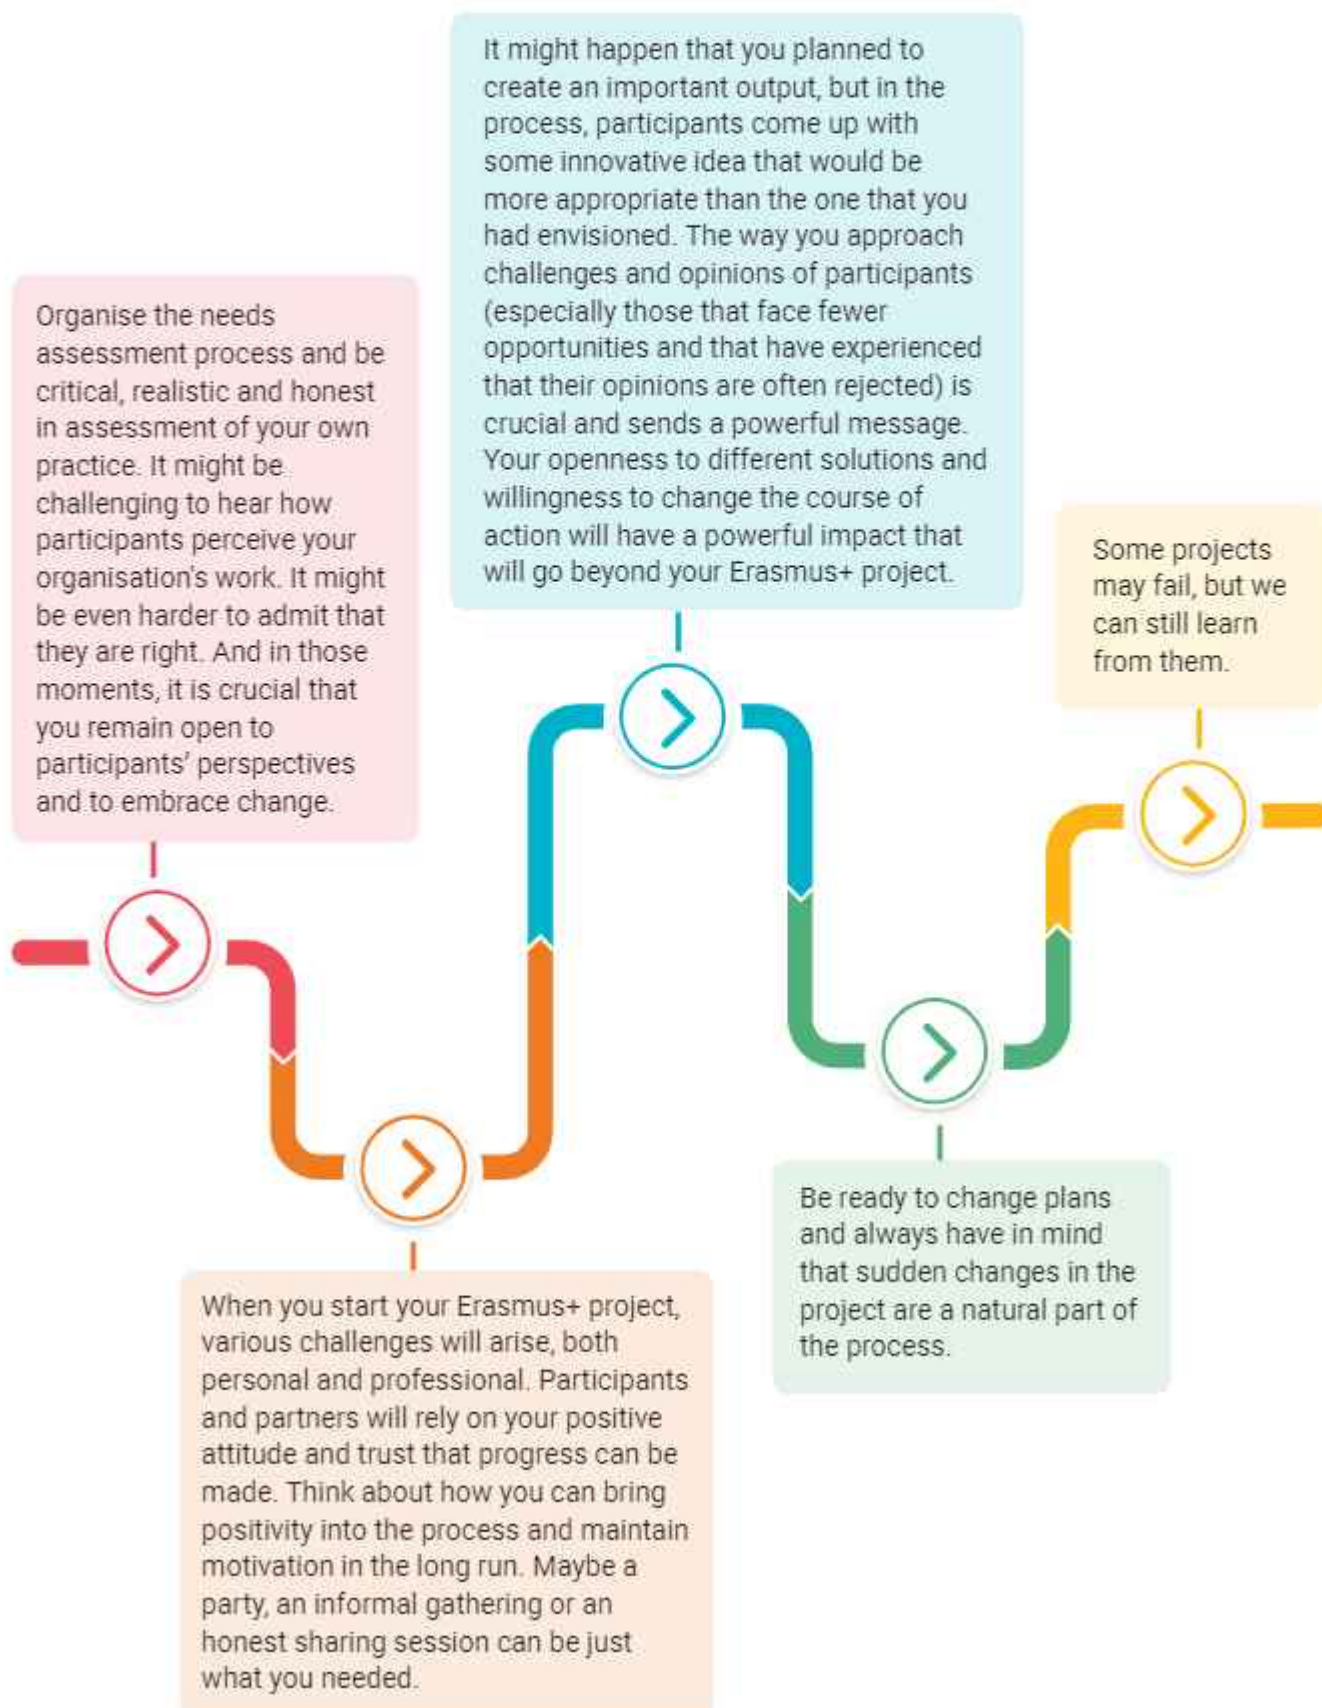 Organise the needs
assessment process and be
critical, realistic and honest
in assessment of your own
practice. It might be
challenging to hear how
participants perceive your
organisation's work. It might
be even harder to admit that
they are right. And in those
moments, it is crucial that
you remain open to
participants' perspectives
and to embrace change.
When you start your Erasmus+ project,
various challenges will arise, both
personal and professional. Participants
and partners will rely on your positive
attitude and trust that progress can be
made. Think about how you can bring
positivity into the process and maintain
motivation in the long run. Maybe a
party, an informal gathering or an
honest sharing session can be just
what you needed.
It might happen that you planned to
create an important output, but in the
process, participants come up with
some innovative idea that would be
more appropriate than the one that you
had envisioned. The way you approach
challenges and opinions of participants
(especially those that face fewer
opportunities and that have experienced
that their opinions are often rejected) is
crucial and sends a powerful message.
Your openness to different solutions and
willingness to change the course of
action will have a powerful impact that
will go beyond your Erasmus+ project.
Be ready to change plans
and always have in mind
that sudden changes in the
project are a natural part of
the process.
Some projects
may fail, but we
can still learn
from them.